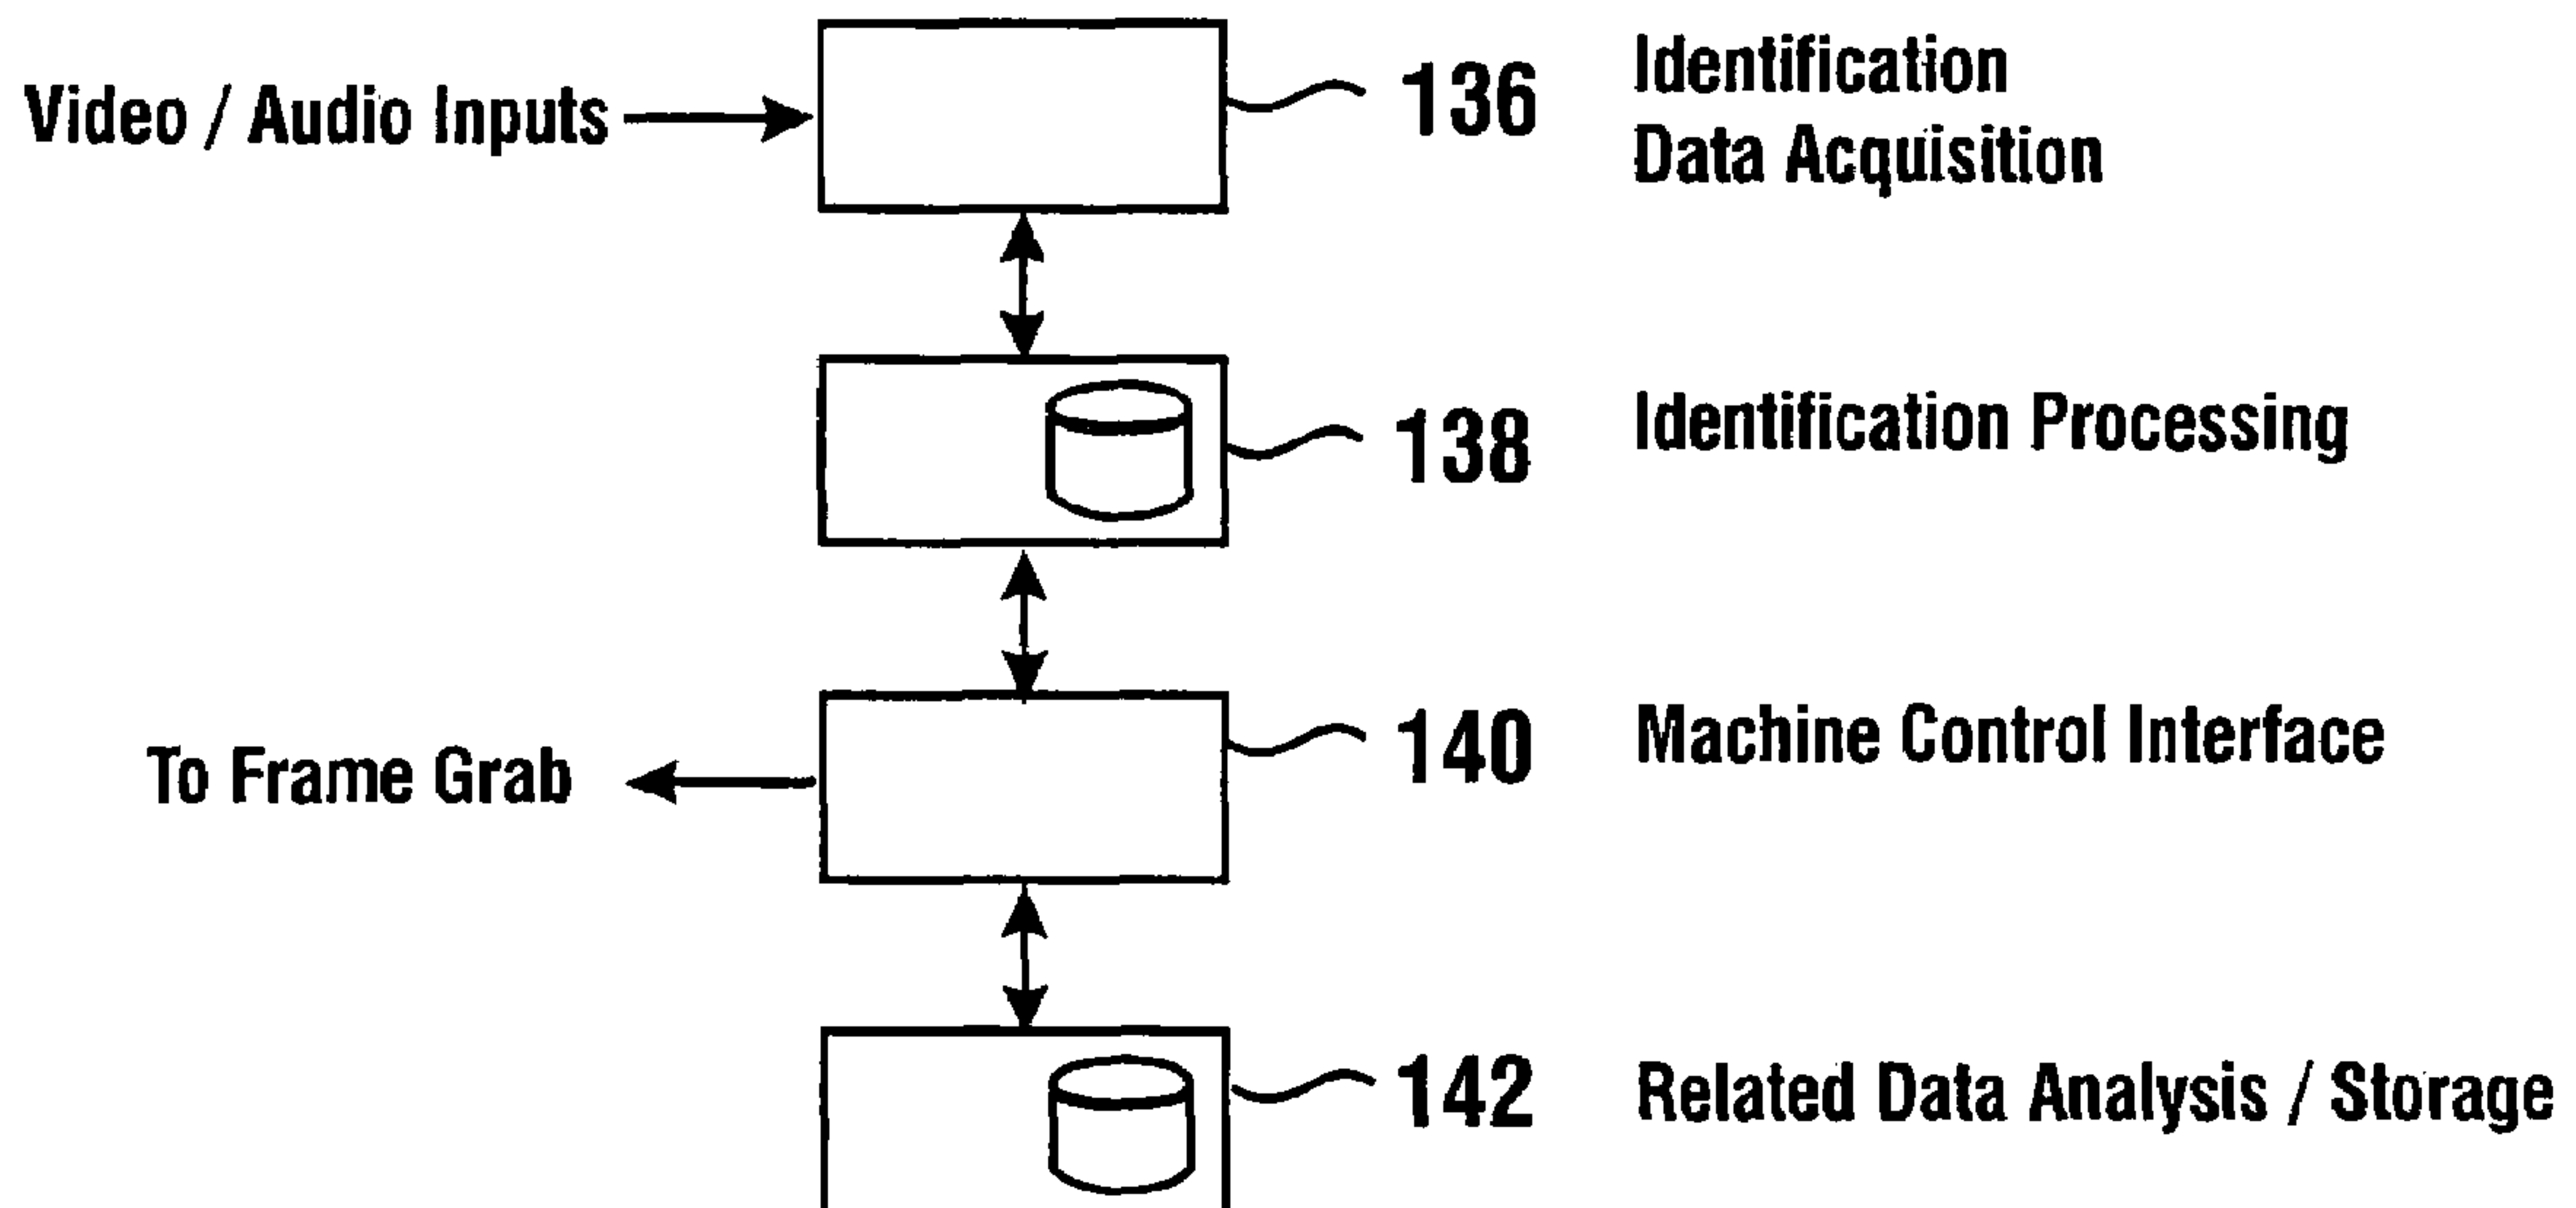 Video / Audio Inputs
136
Identification
Data Acquisition
138
Identification Processing
To Frame Grab
140
Machine Control Interface
142
Related Data Analysis / Storage